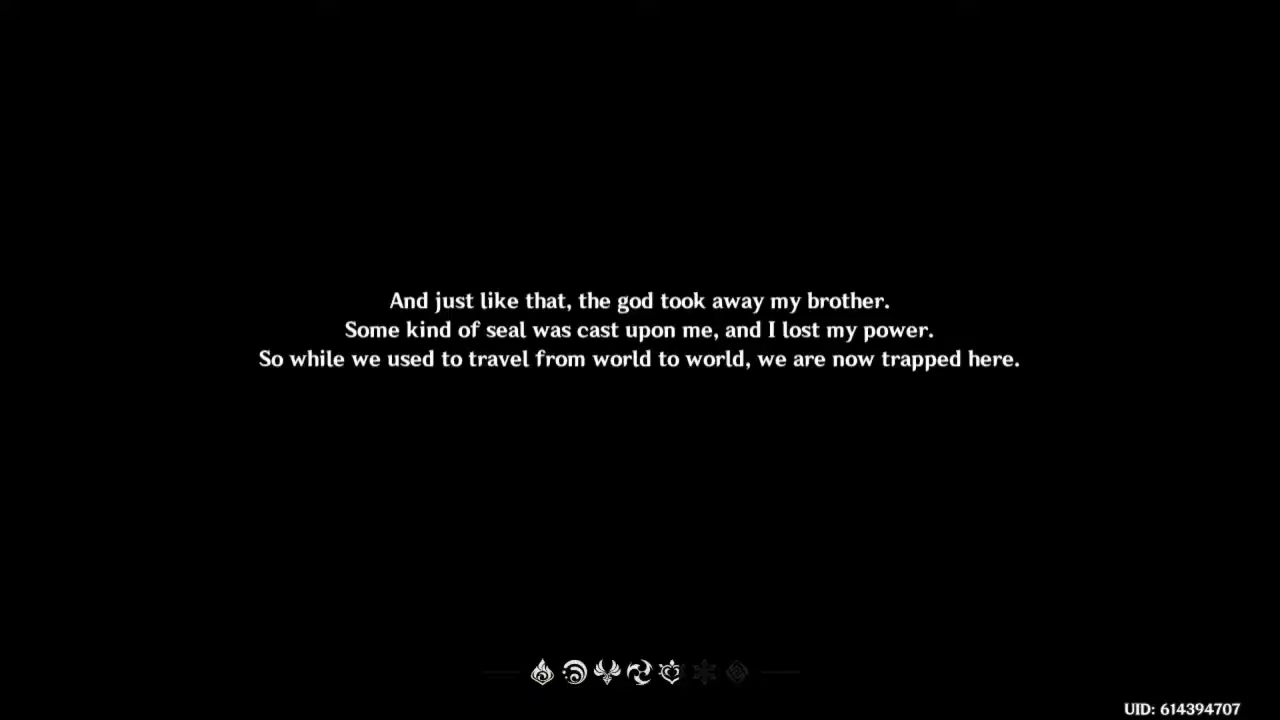 And just like that, the god took away my brother.
Some kind of seal was cast upon me, and I lost my power.
So while we used to travel from world to world, we are now trapped here.
UID: 614394707